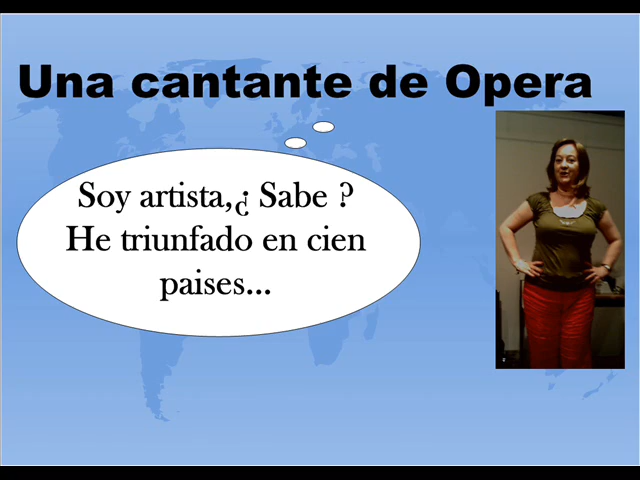 Una cantante de Opera
Soy artista,¿ Sabe ?
He triunfado en cien
paises...